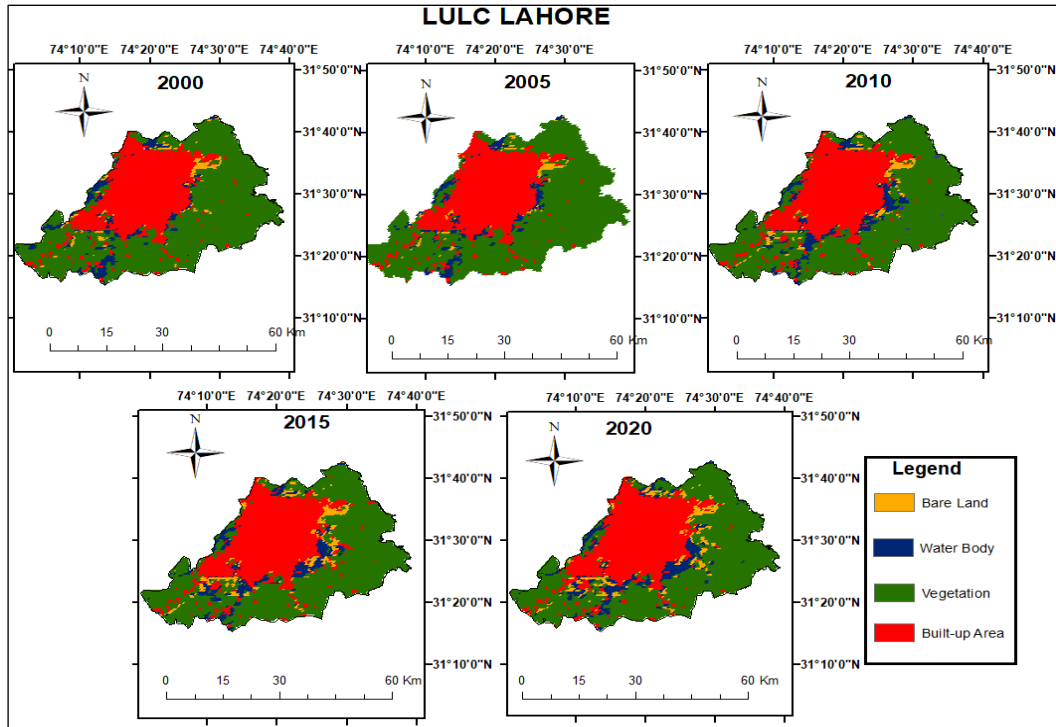 LULC LAHORE
74°10'0"E 74°20'0"E 74°30'0"E 74°40'0"E
74°10'0"E 74°20'0"E 74°30'0"E
74°10'0"E 74°20'0"E 74°30'0"E 74°40'0"E
N
2000
N
2005
N
2010
31°50'0"N
31°40'0"N
31°30'0"N
31°20'0"N
31°10'0"N
31°50'0"N
31°40'0"N
31°30'0"N
31°20'0"N
31°10'0"N
31°50'0"N
31°40'0"N
31°30'0"N
31°20'0"N
31°10'0"N
0 15 30 60 Km
0 15 30 60 Km
0 15 30 60 Km
74°10'0"E 74°20'0"E 74°30'0"E 74°40'0"E
74°10'0"E 74°20'0"E 74°30'0"E 74°40'0"E
N
2015
N
2020
31°50'0"N
31°40'0"N
31°30'0"N
31°20'0"N
31°10'0"N
31°50'0"N
31°40'0"N
31°30'0"N
31°20'0"N
31°10'0"N
0 15 30 60 Km
0 15 30 60 Km
Legend
Bare Land
Water Body
Vegetation
Built-up Area